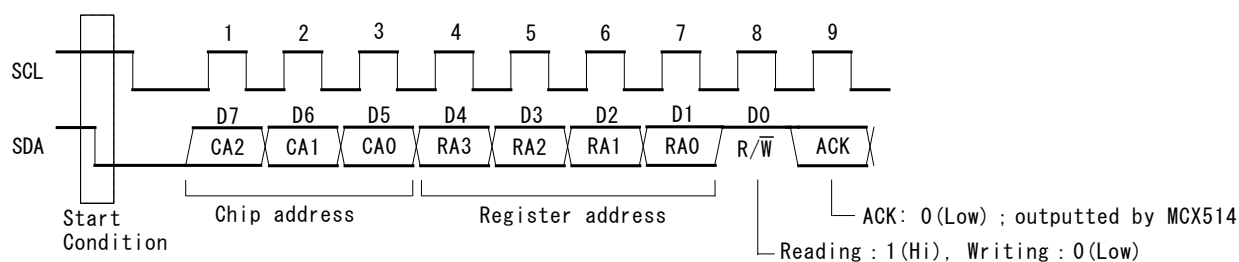 1 2 3 4 5 6 7 8 9
SCL
D7 D6 D5 D4 D3 D2 D1 D0
SDA CA2 CA1 CA0 RA3 RA2 RA1 RA0 R/W̅ ACK
Start
Condition
Chip address
Register address
ACK: 0(Low) ; outputted by MCX514
Reading : 1(Hi), Writing : 0(Low)